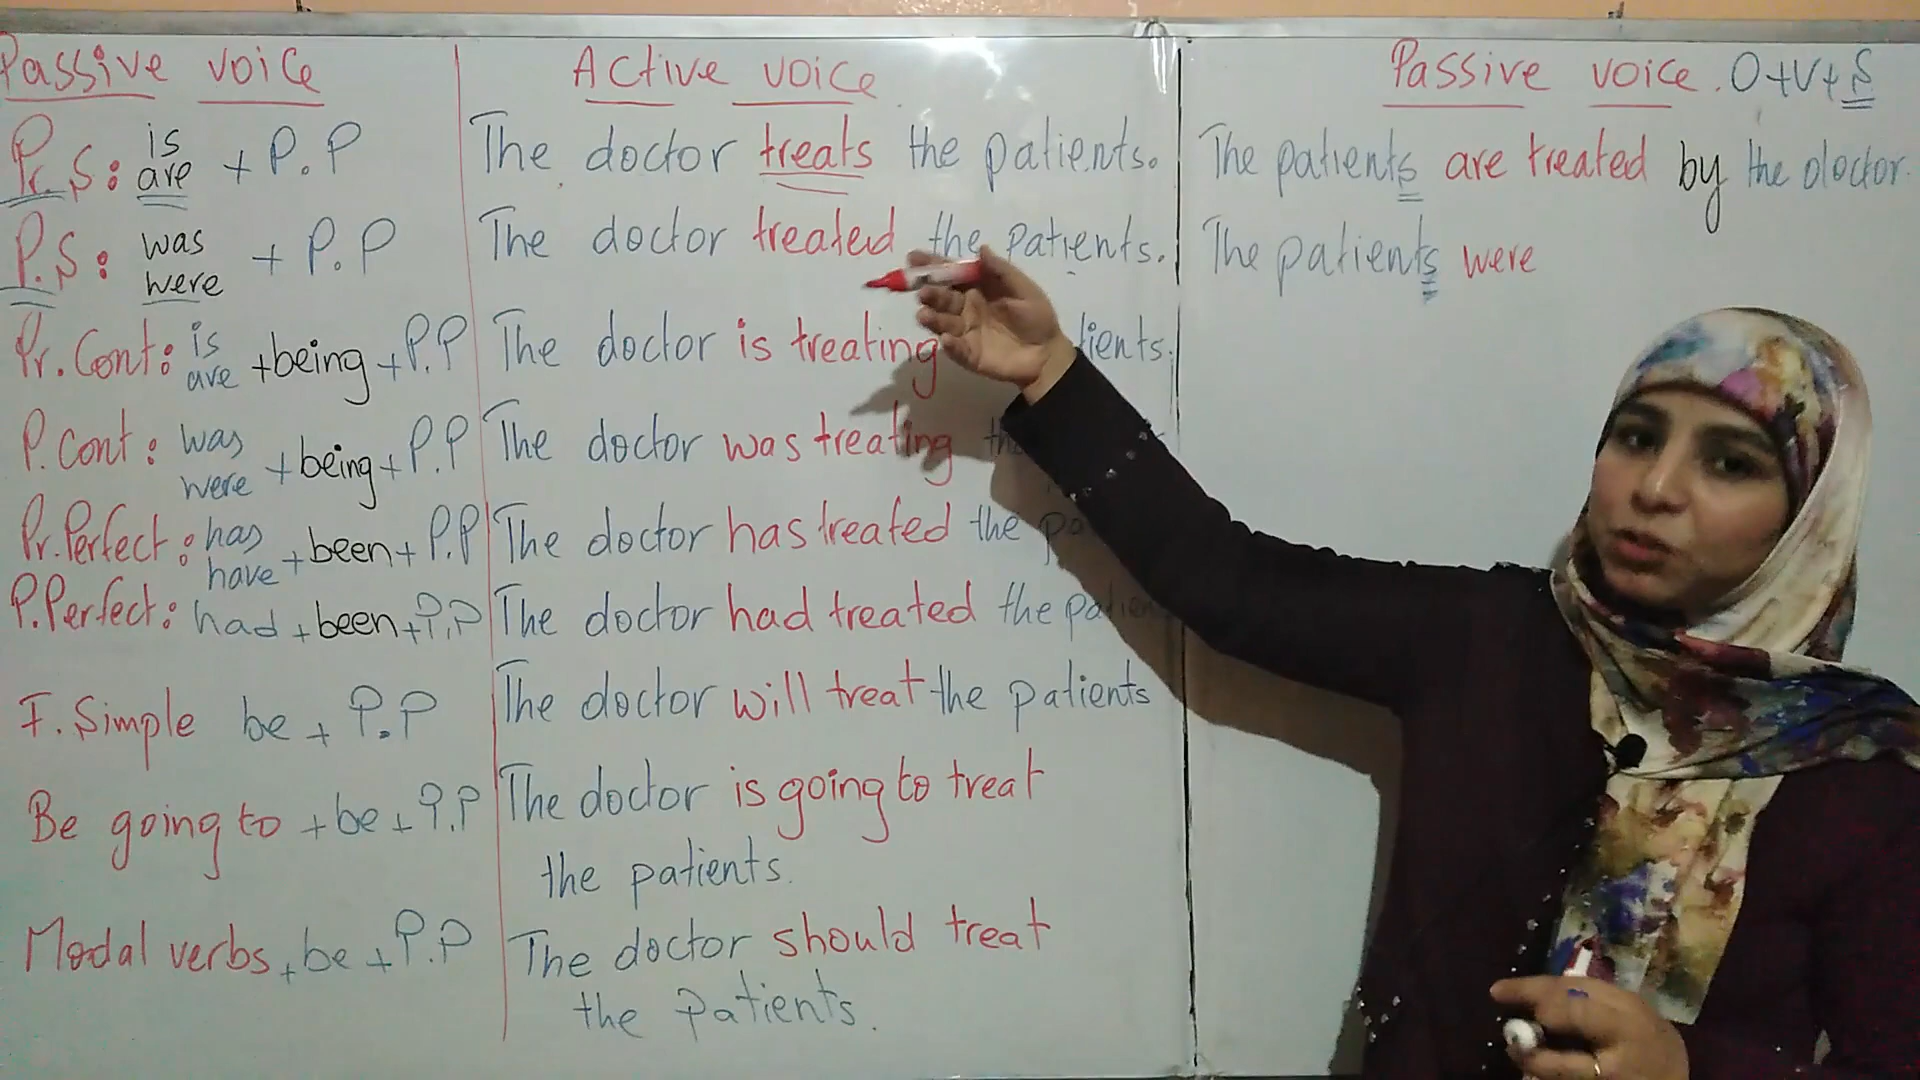 Passive voice
Pr.S: is
are + P.P
P.S: was
were + P.P
Pr.Cont: is
are +being +P.P
P.Cont: was
were +being+P.P
Pr.Perfect: has
have +been+ P.P
P.Perfect: had +been+P.P
F.Simple be + P.P
Be going to +be+P.P
Modal verbs +be+P.P
Active voice
The doctor treats the patients.
The doctor treated the patients.
The doctor is treating
The doctor was treating
The doctor has treated the
The doctor had treated the
The doctor will treat the patients
The doctor is going to treat
the patients.
The doctor should treat
the patients.
Passive voice. O+V+S
The patients are treated by the doctor.
The patients were